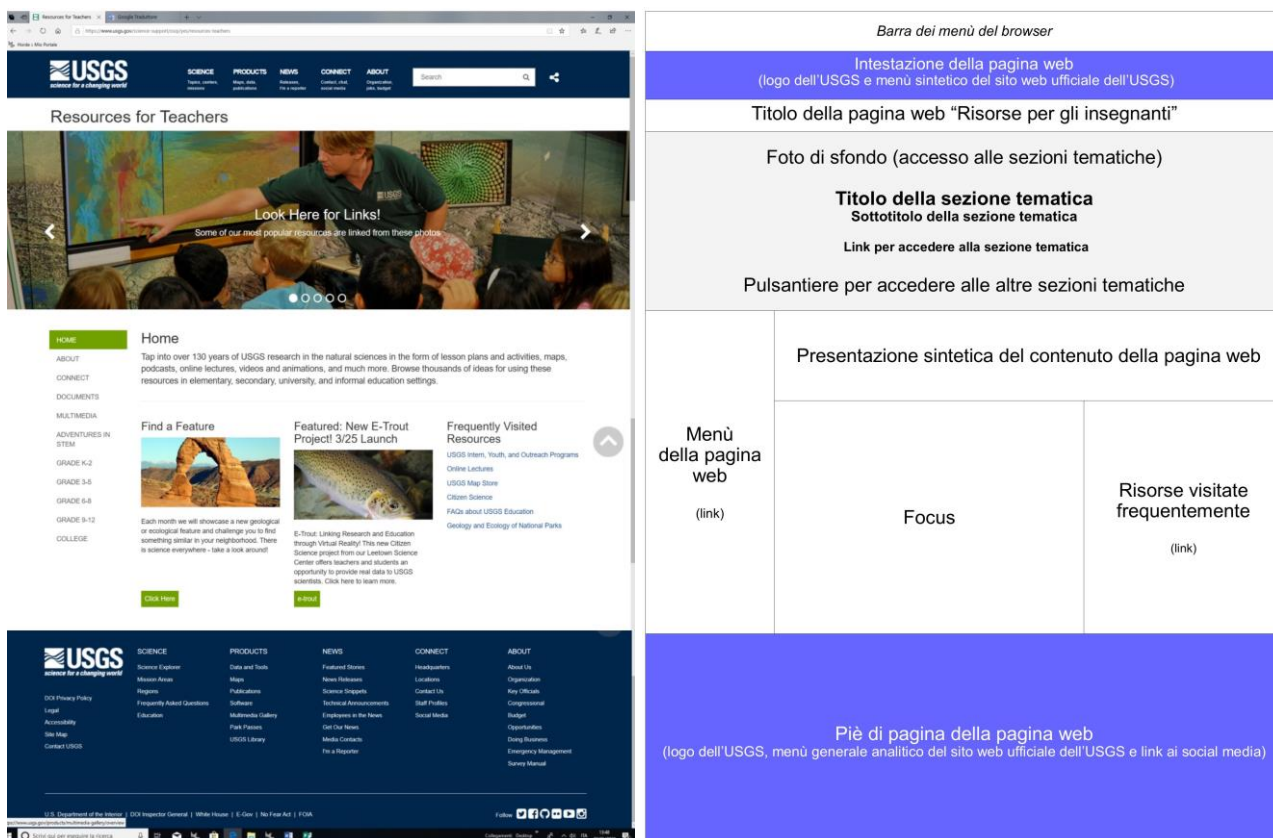 Resources for Teachers
Google Traduttore
https://www.usgs.gov/science-support/osqi/yes/resources-teachers
USGS
science for a changing world
SCIENCE
Topics, centers,
missions
PRODUCTS
Maps, data,
publications
NEWS
Releases,
I'm a reporter
CONNECT
Contact, chat,
social media
ABOUT
Organization,
jobs, budget
Search
Resources for Teachers
USGS
Look Here for Links!
Some of our most popular resources are linked from these photos
HOME
ABOUT
CONNECT
DOCUMENTS
MULTIMEDIA
ADVENTURES IN
STEM
GRADE K-2
GRADE 3-5
GRADE 6-8
GRADE 9-12
COLLEGE
Home
Tap into over 130 years of USGS research in the natural sciences in the form of lesson plans and activities, maps,
podcasts, online lectures, videos and animations, and much more. Browse thousands of ideas for using these
resources in elementary, secondary, university, and informal education settings.
Find a Feature
Each month we will showcase a new geological
or ecological feature and challenge you to find
something similar in your neighborhood. There
is science everywhere - take a look around!
Click Here
Featured: New E-Trout
Project! 3/25 Launch
E-Trout: Linking Research and Education
through Virtual Reality! This new Citizen
Science project from our Leetown Science
Center offers teachers and students an
opportunity to provide real data to USGS
scientists. Click here to learn more.
e-trout
Frequently Visited
Resources
USGS Intern, Youth, and Outreach Programs
Online Lectures
USGS Map Store
Citizen Science
FAQs about USGS Education
Geology and Ecology of National Parks
USGS
science for a changing world
DOI Privacy Policy
Legal
Accessibility
Site Map
Contact USGS
SCIENCE
Science Explorer
Mission Areas
Regions
Frequently Asked Questions
Education
PRODUCTS
Data and Tools
Maps
Publications
Software
Multimedia Gallery
Park Passes
USGS Library
NEWS
Featured Stories
News Releases
Science Snippets
Technical Announcements
Employees in the News
Get Our News
Media Contacts
I'm a Reporter
CONNECT
Headquarters
Locations
Contact Us
Staff Profiles
Social Media
ABOUT
About Us
Organization
Key Officials
Congressional
Budget
Opportunities
Doing Business
Emergency Management
Survey Manual
U.S. Department of the Interior | DOI Inspector General | White House | E-Gov | No Fear Act | FOIA
Follow
Scrivi qui per eseguire la ricerca
Collegamenti Desktop
ITA
Barra dei menù del browser
Intestazione della pagina web
(logo dell'USGS e menù sintetico del sito web ufficiale dell'USGS)
Titolo della pagina web “Risorse per gli insegnanti”
Foto di sfondo (accesso alle sezioni tematiche)
Titolo della sezione tematica
Sottotitolo della sezione tematica
Link per accedere alla sezione tematica
Pulsantiere per accedere alle altre sezioni tematiche
Menù
della pagina
web
(link)
Presentazione sintetica del contenuto della pagina web
Focus
Risorse visitate
frequentemente
(link)
Piè di pagina della pagina web
(logo dell'USGS, menù generale analitico del sito web ufficiale dell'USGS e link ai social media)